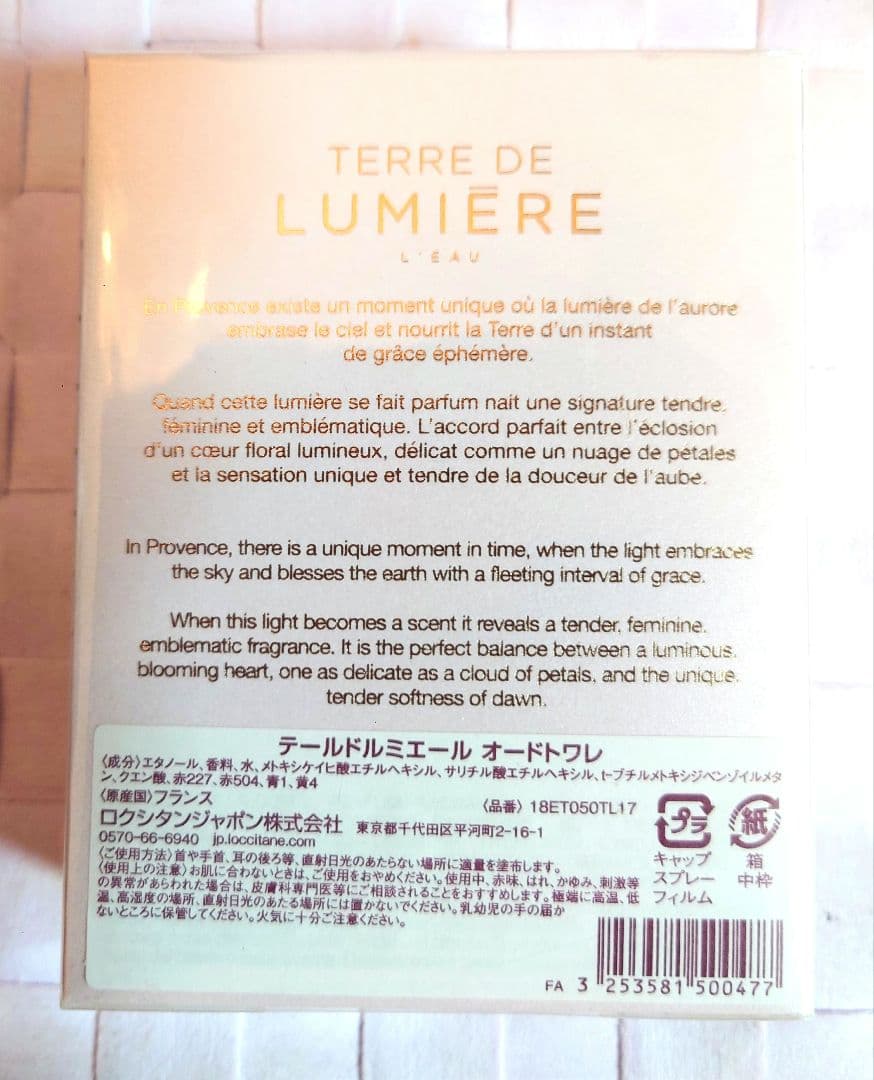 TERRE DE
LUMIĒRE
L'EAU
En Provence existe un moment unique où la lumière de l'aurore
embrase le ciel et nourrit la Terre d'un instant
de grâce éphémère.
Quand cette lumière se fait parfum nait une signature tendre,
féminine et emblématique. L'accord parfait entre l'éclosion
d'un cœur floral lumineux, délicat comme un nuage de pétales
et la sensation unique et tendre de la douceur de l'aube.
In Provence, there is a unique moment in time, when the light embraces
the sky and blesses the earth with a fleeting interval of grace.
When this light becomes a scent it reveals a tender, feminine,
emblematic fragrance. It is the perfect balance between a luminous,
blooming heart, one as delicate as a cloud of petals, and the unique,
tender softness of dawn.
テールドルミエール オードトワレ
〈成分〉エタノール、香料、水、メトキシケイヒ酸エチルヘキシル、サリチル酸エチルヘキシル、t-ブチルメトキシジベンゾイルメタ
ン、クエン酸、赤227、赤504、青1、黄4
〈原産国〉フランス
〈品番〉18ET050TL17
ロクシタンジャポン株式会社 東京都千代田区平河町2-16-1
0570-66-6940 jp.loccitane.com
〈ご使用方法〉首や手首、耳の後ろ等、直射日光のあたらない場所に適量を塗布します。
〈使用上の注意〉お肌に合わないときは、ご使用をおやめください。使用中、赤味、はれ、かゆみ、刺激等
の異常があらわれた場合は、皮膚科専門医等にご相談されることをおすすめします。極端に高温、低
温、高湿度の場所、直射日光のあたる場所には置かないでください。乳幼児の手の届か
ないところに保管してください。火気に十分ご注意ください。
プラ
キャップ
スプレー
フィルム
紙
箱
中枠
FA 3 253581 500477